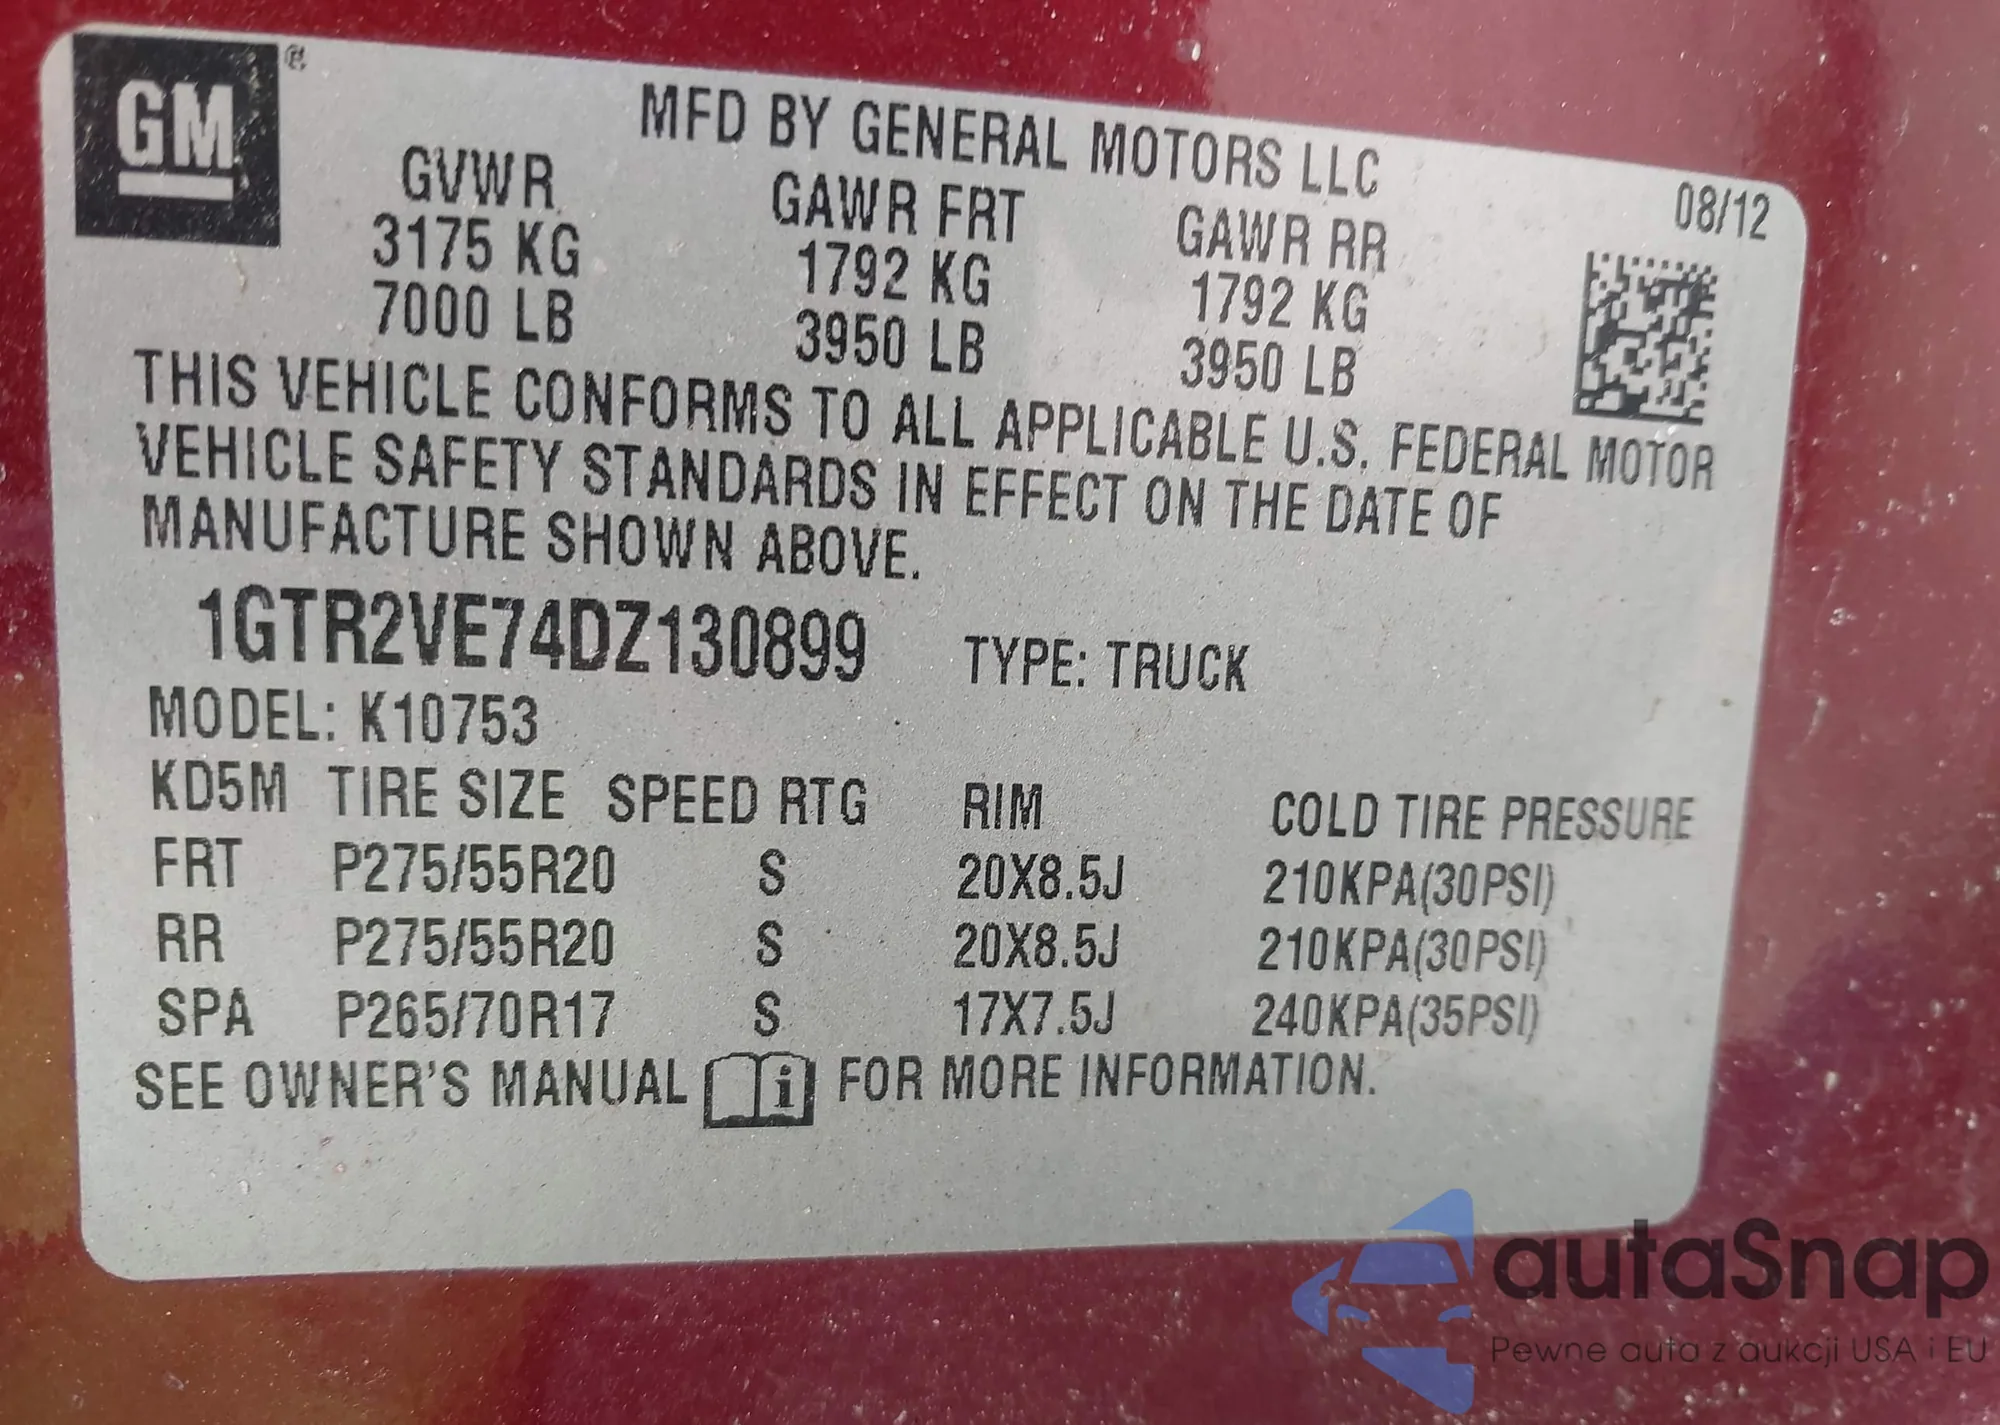 GM ®
MFD BY GENERAL MOTORS LLC
08/12
GVWR GAWR FRT GAWR RR
3175 KG 1792 KG 1792 KG
7000 LB 3950 LB 3950 LB
THIS VEHICLE CONFORMS TO ALL APPLICABLE U.S. FEDERAL MOTOR
VEHICLE SAFETY STANDARDS IN EFFECT ON THE DATE OF
MANUFACTURE SHOWN ABOVE.
1GTR2VE74DZ130899 TYPE: TRUCK
MODEL: K10753
KD5M TIRE SIZE SPEED RTG RIM COLD TIRE PRESSURE
FRT P275/55R20 S 20X8.5J 210KPA(30PSI)
RR P275/55R20 S 20X8.5J 210KPA(30PSI)
SPA P265/70R17 S 17X7.5J 240KPA(35PSI)
SEE OWNER'S MANUAL i FOR MORE INFORMATION.
autaSnap
Pewne auta z aukcji USA i EU